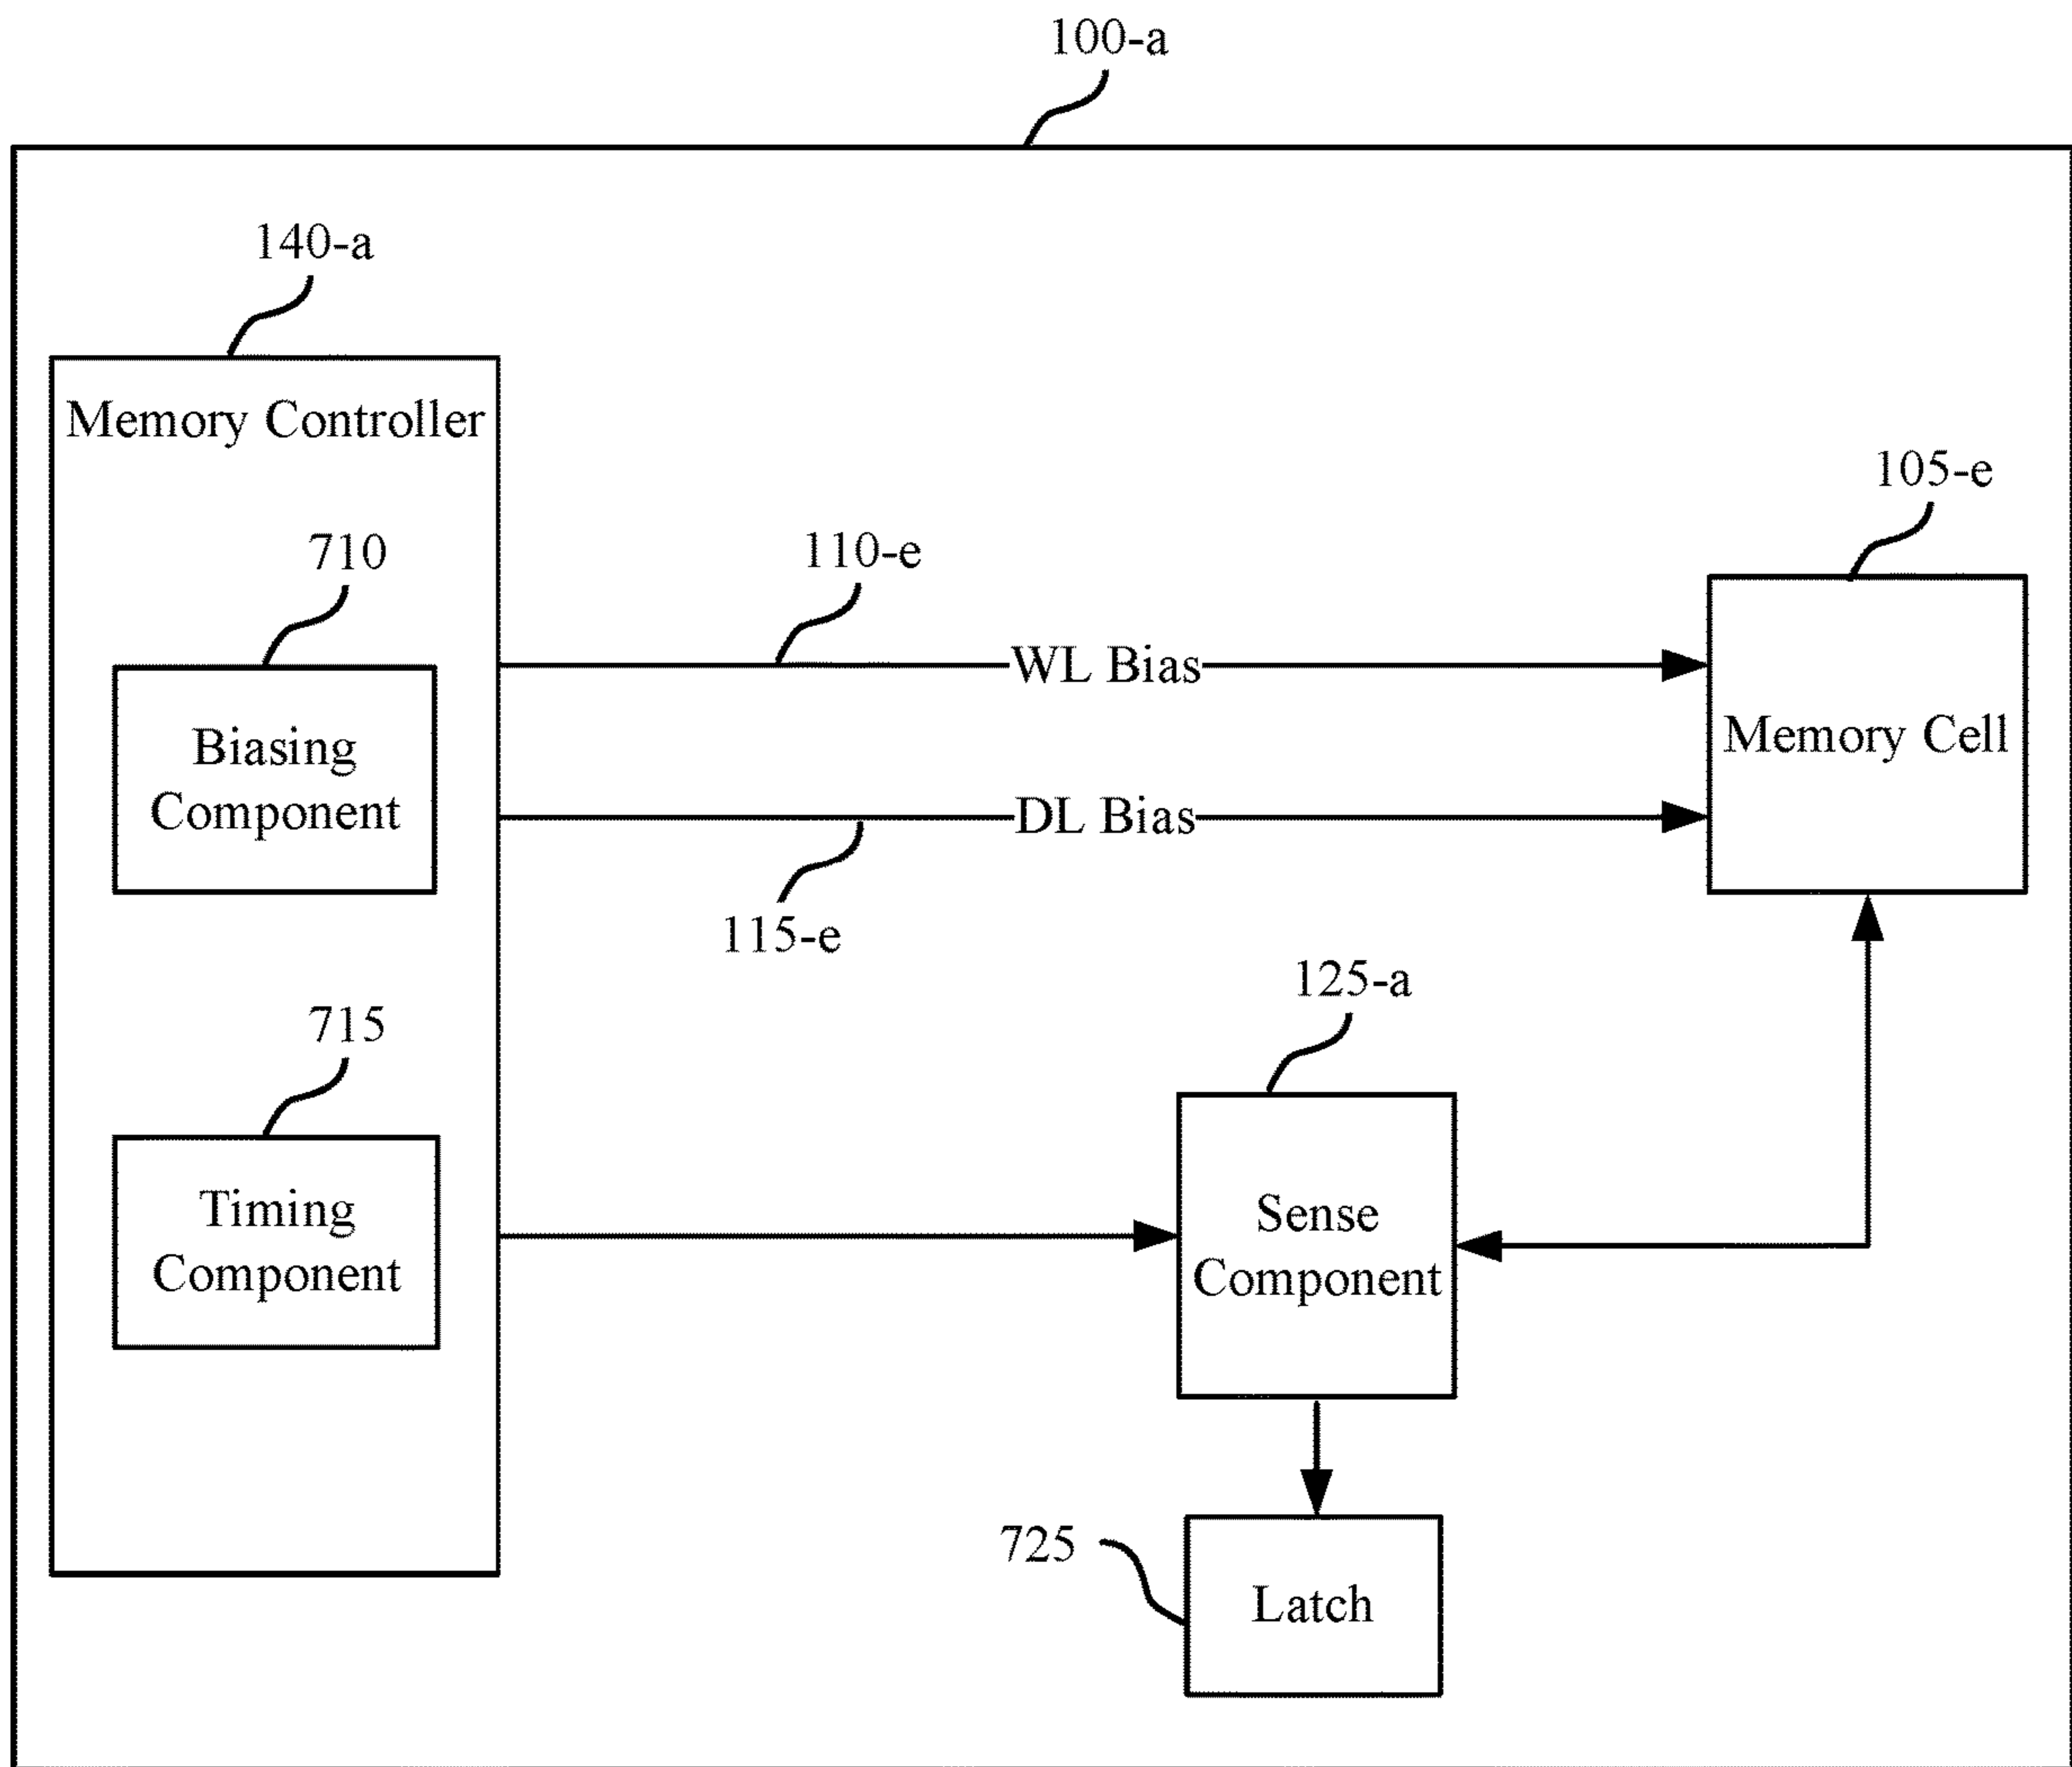 100-a
140-a
Memory Controller
105-e
710
110-e
WL Bias
Biasing
Component
Memory Cell
DL Bias
115-e
125-a
715
Timing
Component
Sense
Component
725
Latch